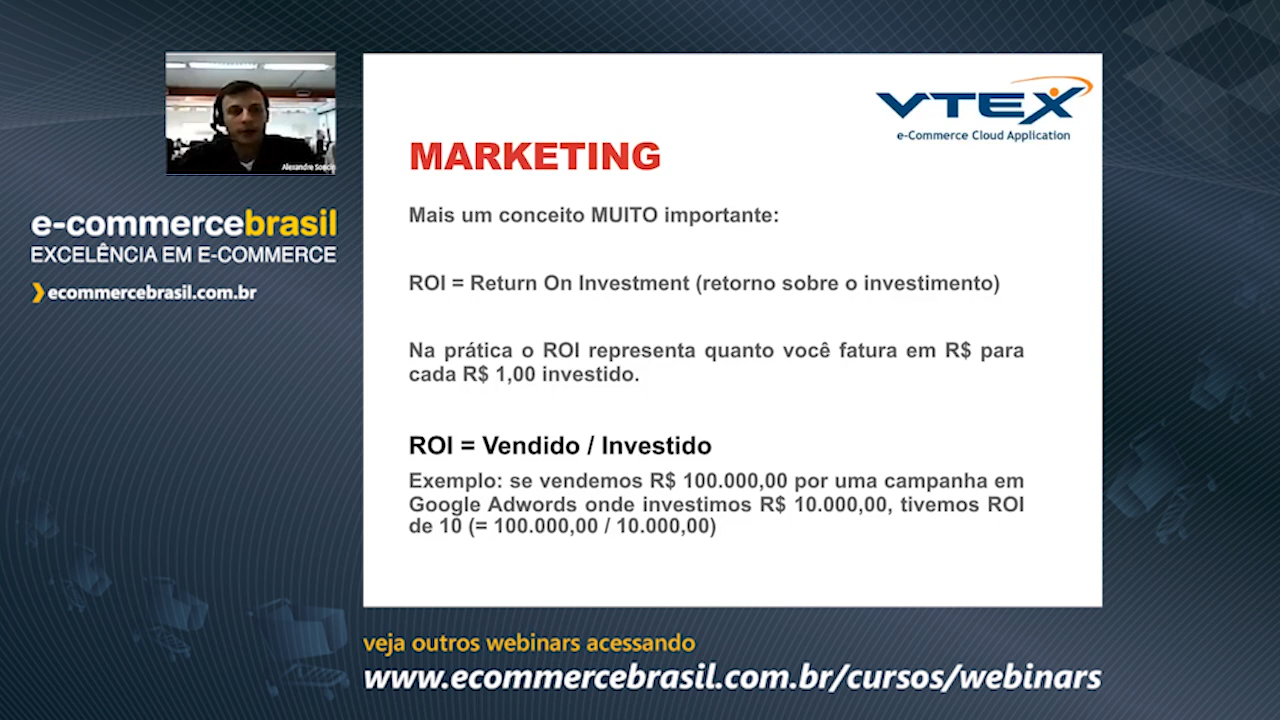 Alexandre Soncini
e-commercebrasil
EXCELÊNCIA EM E-COMMERCE
ecommercebrasil.com.br
VTEX
e-Commerce Cloud Application
MARKETING
Mais um conceito MUITO importante:
ROI = Return On Investment (retorno sobre o investimento)
Na prática o ROI representa quanto você fatura em R$ para
cada R$ 1,00 investido.
ROI = Vendido / Investido
Exemplo: se vendemos R$ 100.000,00 por uma campanha em
Google Adwords onde investimos R$ 10.000,00, tivemos ROI
de 10 (= 100.000,00 / 10.000,00)
veja outros webinars acessando
www.ecommercebrasil.com.br/cursos/webinars